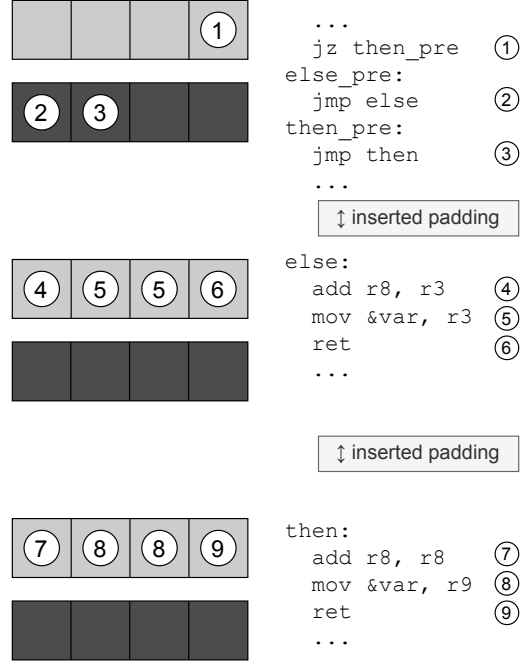 ①
② ③
④ ⑤ ⑤ ⑥
⑦ ⑧ ⑧ ⑨
...
jz then_pre ①
else_pre:
jmp else ②
then_pre:
jmp then ③
...
↕ inserted padding
else:
add r8, r3 ④
mov &var, r3 ⑤
ret ⑥
...
↕ inserted padding
then:
add r8, r8 ⑦
mov &var, r9 ⑧
ret ⑨
...